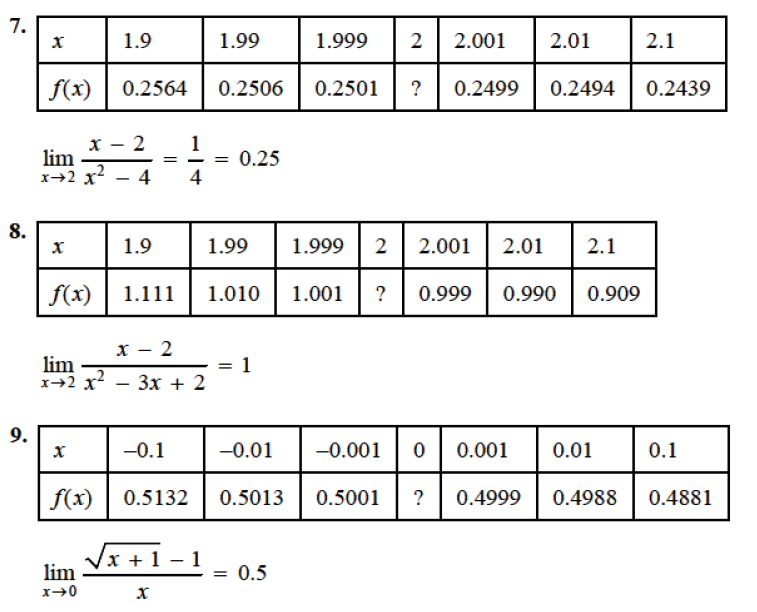 7. x 1.9 1.99 1.999 2 2.001 2.01 2.1
f(x) 0.2564 0.2506 0.2501 ? 0.2499 0.2494 0.2439
lim x→2 (x − 2)/(x² − 4) = 1/4 = 0.25
8. x 1.9 1.99 1.999 2 2.001 2.01 2.1
f(x) 1.111 1.010 1.001 ? 0.999 0.990 0.909
lim x→2 (x − 2)/(x² − 3x + 2) = 1
9. x −0.1 −0.01 −0.001 0 0.001 0.01 0.1
f(x) 0.5132 0.5013 0.5001 ? 0.4999 0.4988 0.4881
lim x→0 (√(x + 1) − 1)/x = 0.5